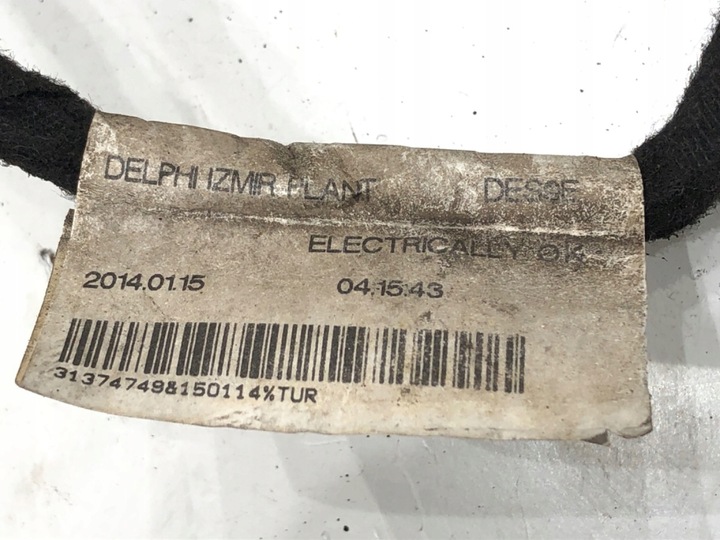 DELPHI IZMIR PLANT
ELECTRICALLY OK
2014.01.15 04.15.43
31374749&150114%TUR